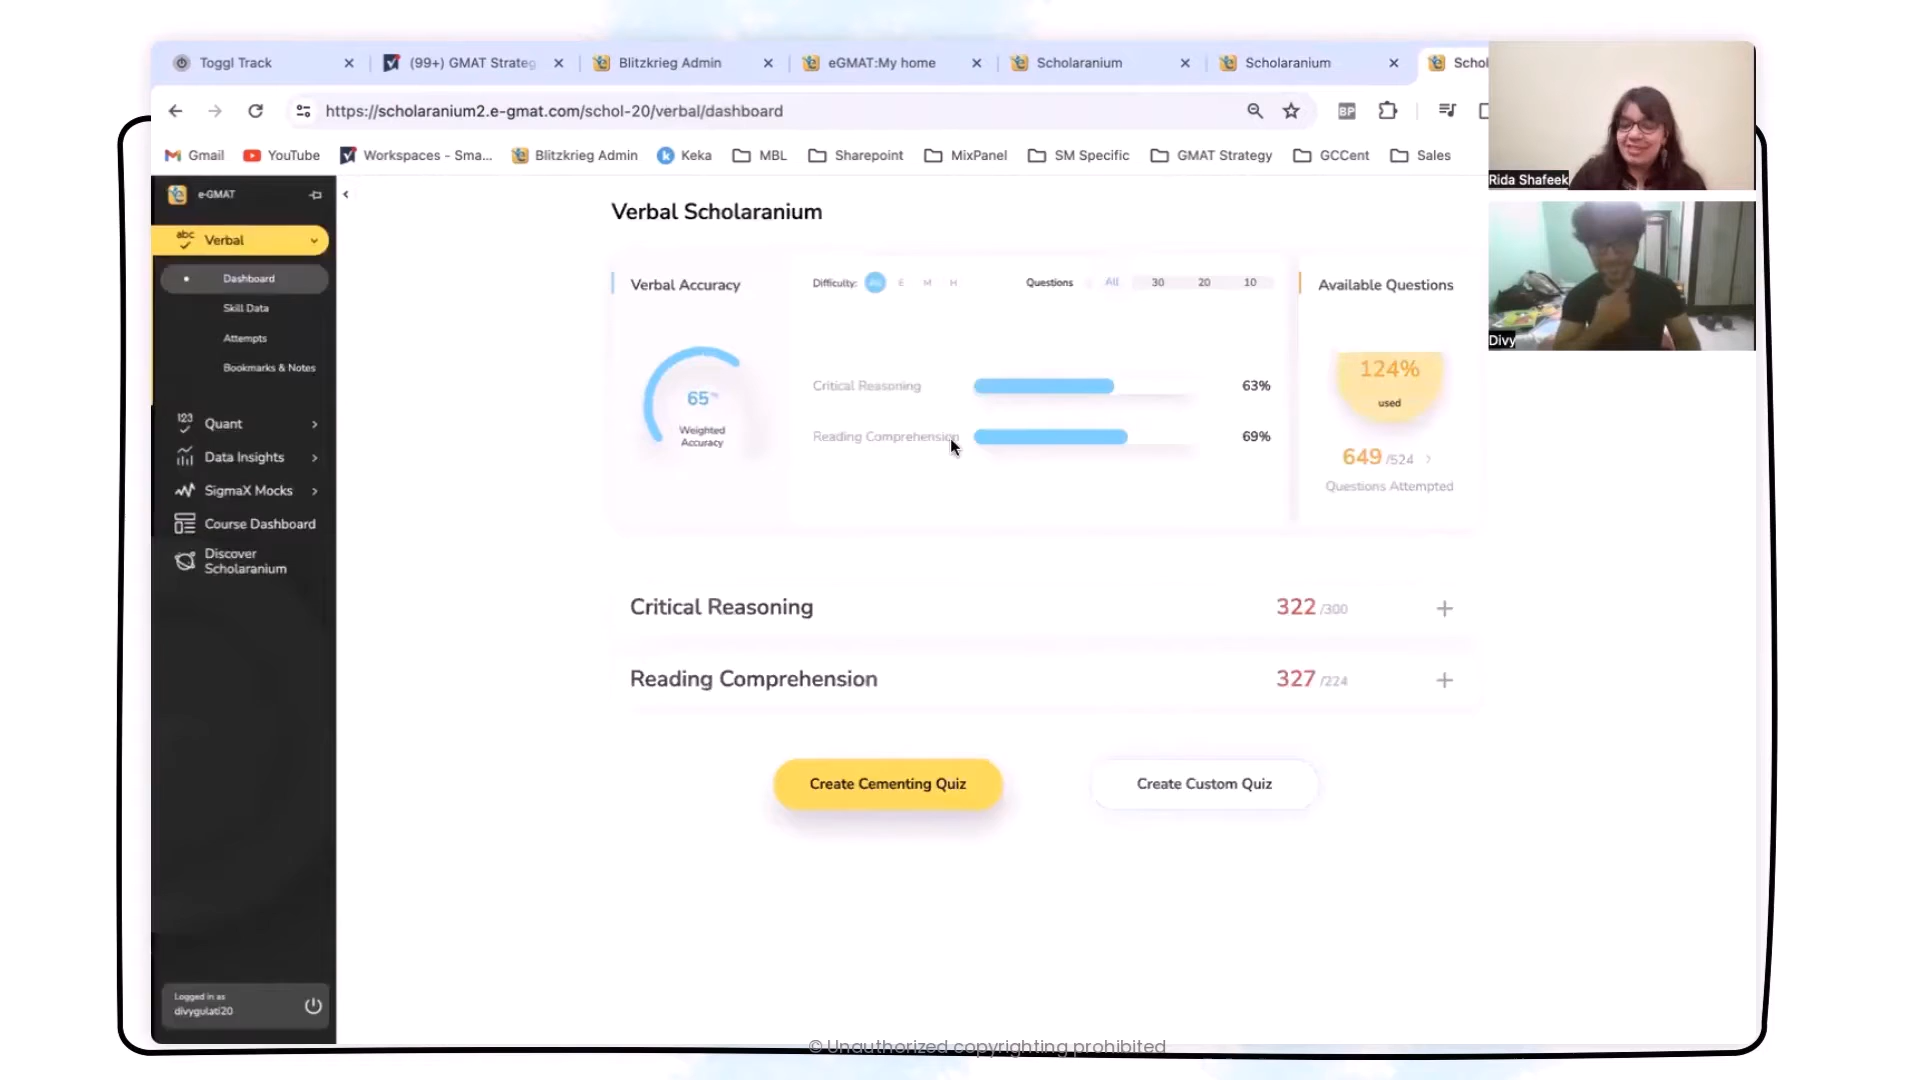 Toggl Track
(99+) GMAT Strateg
Blitzkrieg Admin
eGMAT:My home
Scholaranium
Scholaranium
Schol
https://scholaranium2.e-gmat.com/schol-20/verbal/dashboard
BP
Gmail
YouTube
Workspaces - Sma...
Blitzkrieg Admin
Keka
MBL
Sharepoint
MixPanel
SM Specific
GMAT Strategy
GCCent
Sales
Rida Shafeek
Divy
e-GMAT
abc
Verbal
Dashboard
Skill Data
Attempts
Bookmarks & Notes
123
Quant
Data Insights
SigmaX Mocks
Course Dashboard
Discover
Scholaranium
Logged in as
divygulati20
Verbal Scholaranium
Verbal Accuracy
65%
Weighted
Accuracy
Difficulty:
E M H
Questions
All 30 20 10
Critical Reasoning 63%
Reading Comprehension 69%
Available Questions
124%
used
649 /524
Questions Attempted
Critical Reasoning 322 /300
Reading Comprehension 327 /224
Create Cementing Quiz
Create Custom Quiz
© Unauthorized copyrighting prohibited